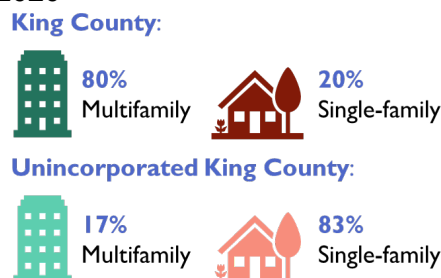 King County:
80%
Multifamily
20%
Single-family
Unincorporated King County:
17%
Multifamily
83%
Single-family